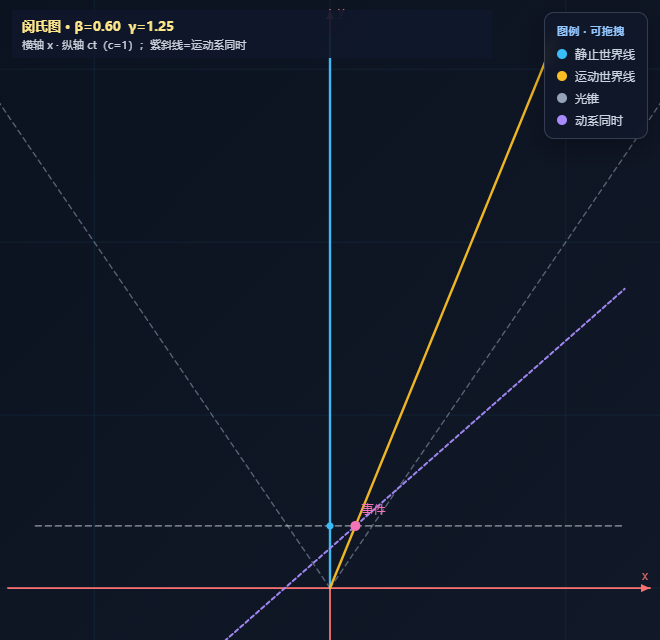 闵氏图 • β=0.60 γ=1.25
横轴 x · 纵轴 ct（c=1）；紫斜线=运动系同时
图例 · 可拖拽
静止世界线
运动世界线
光锥
动系同时
事件
x